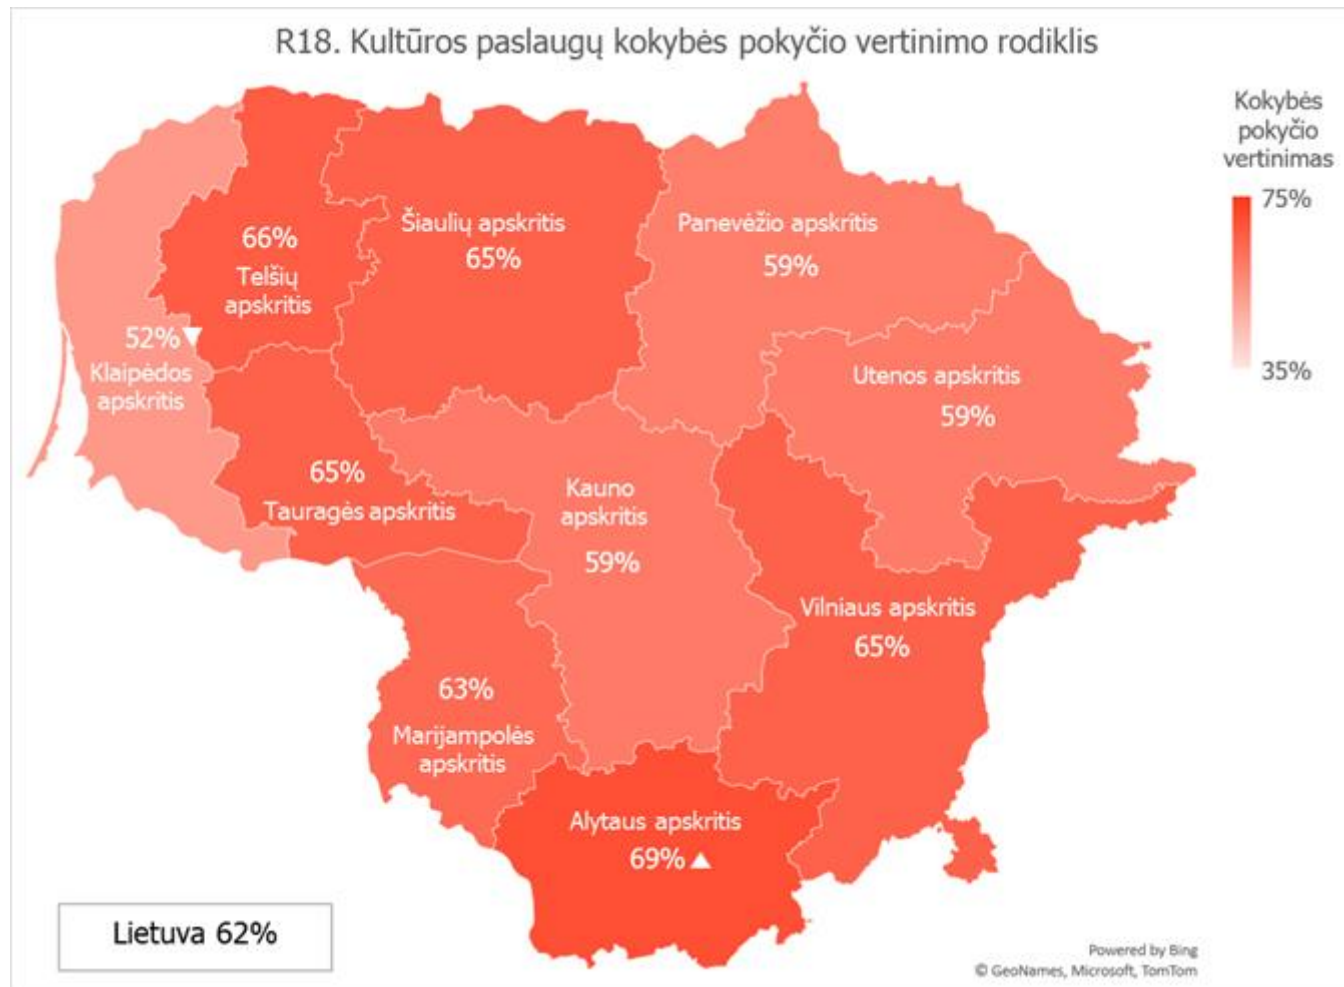 R18. Kultūros paslaugų kokybės pokyčio vertinimo rodiklis
Kokybės
pokyčio
vertinimas
75%
35%
66%
Telšių
apskritis
Šiaulių apskritis
65%
Panevėžio apskritis
59%
52% ▼
Klaipėdos
apskritis
Utenos apskritis
59%
65%
Tauragės apskritis
Kauno
apskritis
59%
Vilniaus apskritis
65%
63%
Marijampolės
apskritis
Alytaus apskritis
69% ▲
Lietuva 62%
Powered by Bing
© GeoNames, Microsoft, TomTom